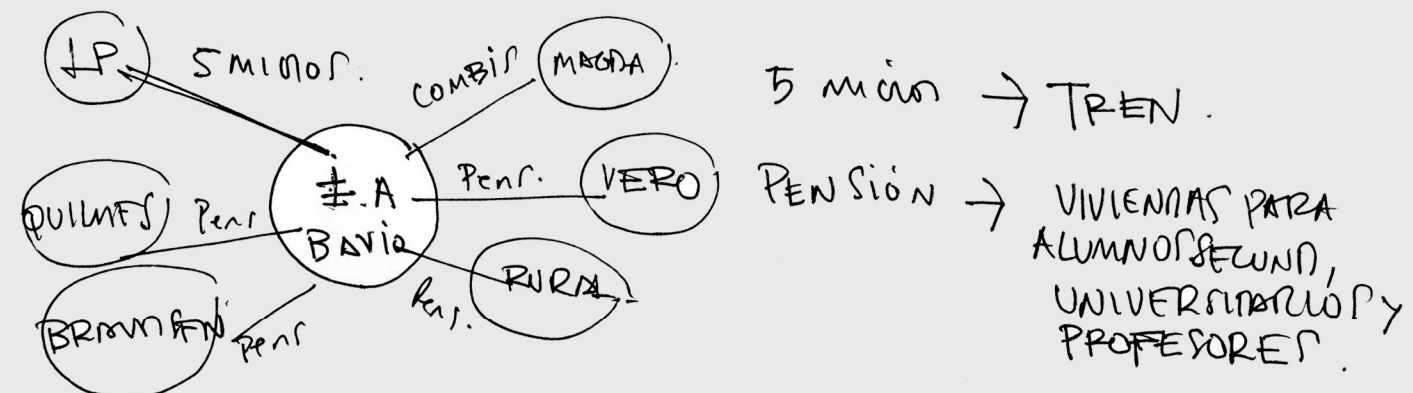 LP
5 MICROS.
COMBIS
MAGDA
I.A
BAVIO
Pens.
VERO
QUILMES
Pens
RURAL
Pens.
BRANDSEN
Pens
5 micros → TREN.
PENSIÓN → VIVIENDAS PARA
ALUMNOS SECUND,
UNIVERSITARIOS Y
PROFESORES.